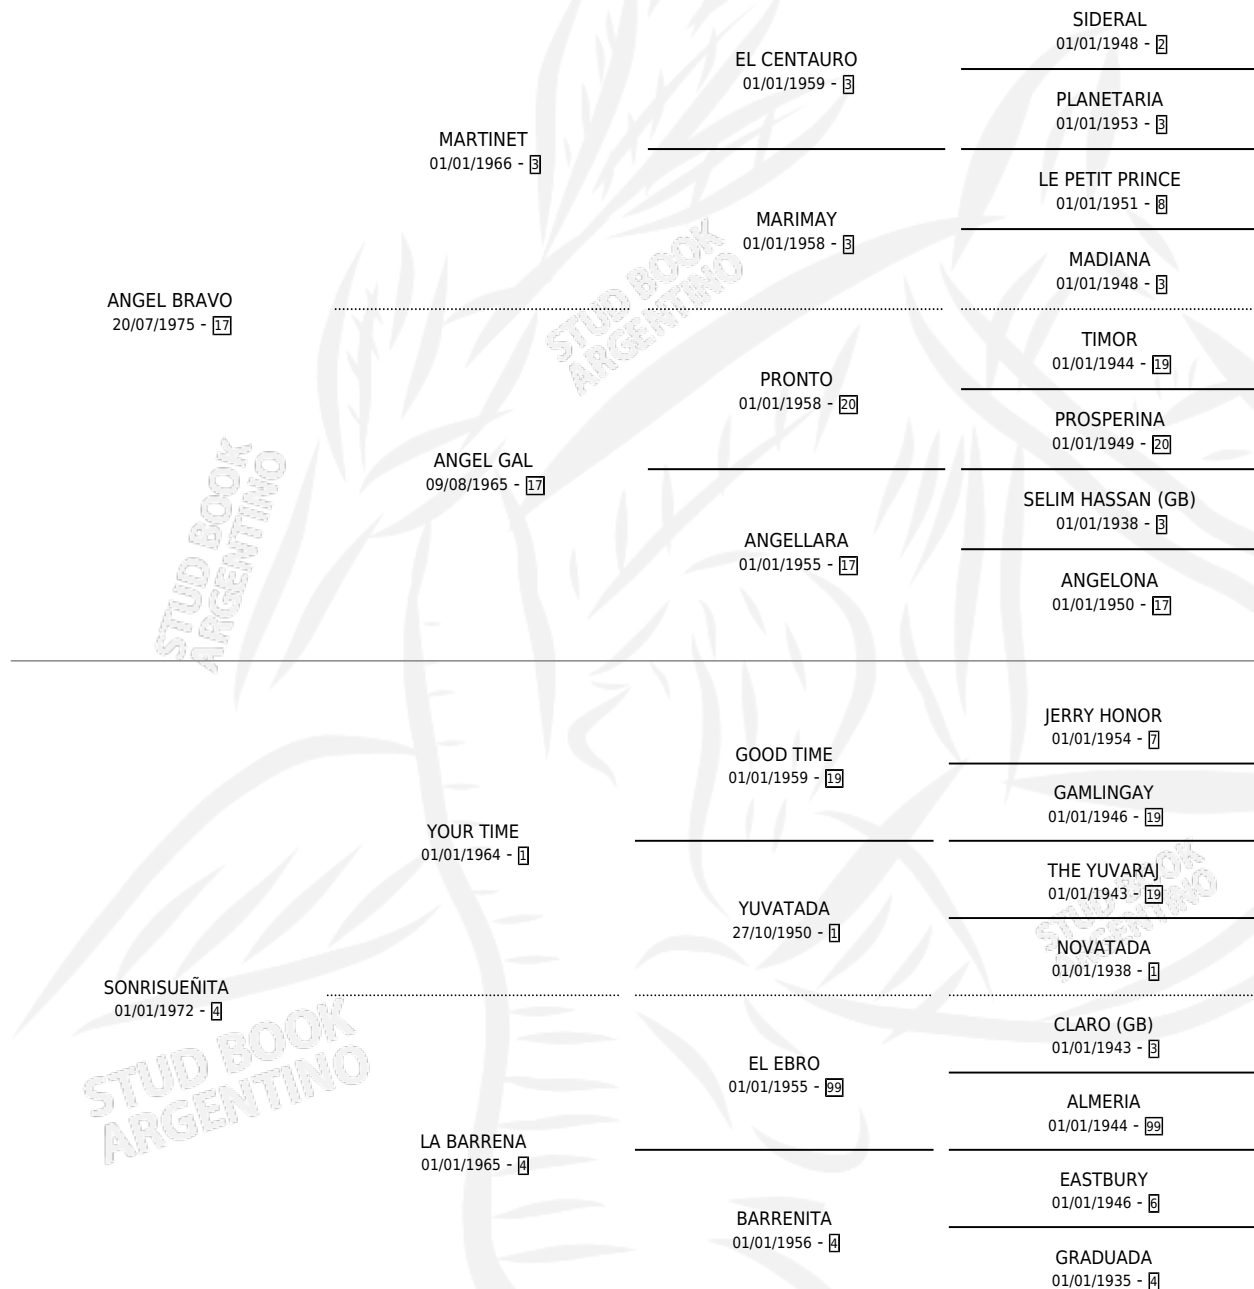 SIDERAL
01/01/1948 - 2
EL CENTAURO
01/01/1959 - 3
PLANETARIA
01/01/1953 - 3
MARTINET
01/01/1966 - 3
LE PETIT PRINCE
01/01/1951 - 8
MARIMAY
01/01/1958 - 3
MADIANA
01/01/1948 - 3
ANGEL BRAVO
20/07/1975 - 17
TIMOR
01/01/1944 - 19
PRONTO
01/01/1958 - 20
PROSPERINA
01/01/1949 - 20
ANGEL GAL
09/08/1965 - 17
SELIM HASSAN (GB)
01/01/1938 - 3
ANGELLARA
01/01/1955 - 17
ANGELONA
01/01/1950 - 17
JERRY HONOR
01/01/1954 - 7
GOOD TIME
01/01/1959 - 19
GAMLINGAY
01/01/1946 - 19
YOUR TIME
01/01/1964 - 1
THE YUVARAJ
01/01/1943 - 19
YUVATADA
27/10/1950 - 1
NOVATADA
01/01/1938 - 1
SONRISUEÑITA
01/01/1972 - 4
CLARO (GB)
01/01/1943 - 3
EL EBRO
01/01/1955 - 99
ALMERIA
01/01/1944 - 99
LA BARRENA
01/01/1965 - 4
EASTBURY
01/01/1946 - 6
BARRENITA
01/01/1956 - 4
GRADUADA
01/01/1935 - 4
STUD BOOK
ARGENTINO
STUD BOOK
ARGENTINO
STUD BOOK
ARGENTINO
STUD BOOK
ARGENTINO